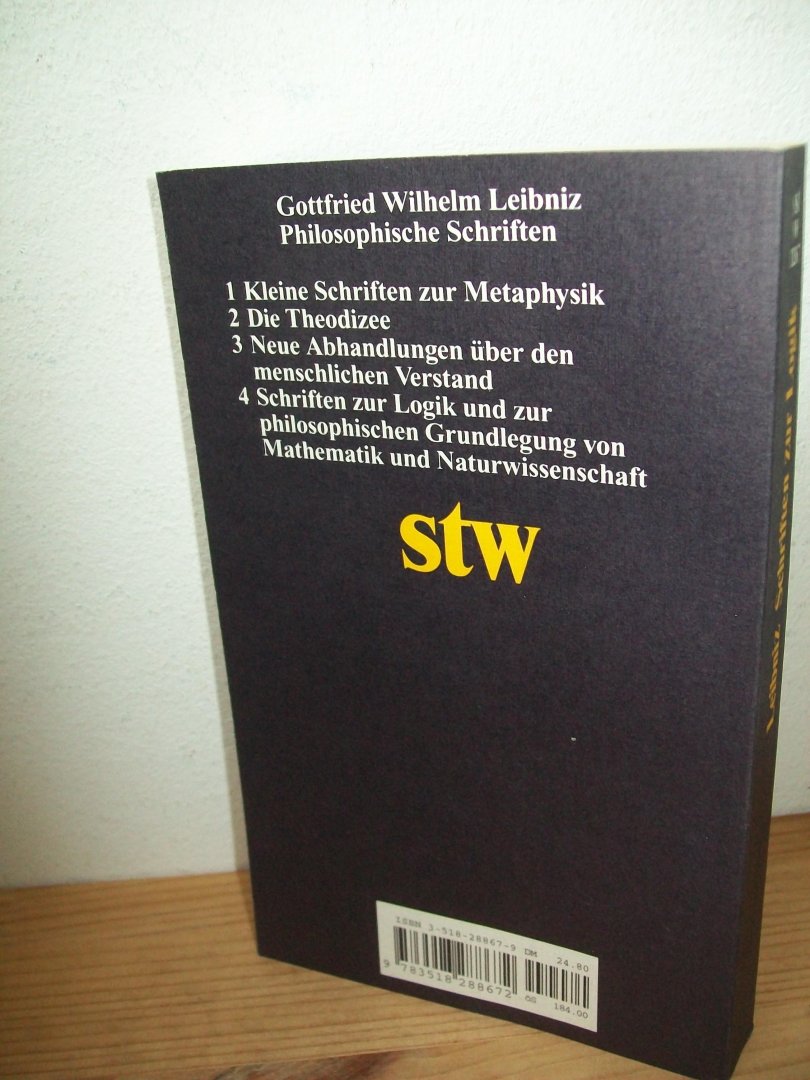 Gottfried Wilhelm Leibniz
Philosophische Schriften
1 Kleine Schriften zur Metaphysik
2 Die Theodizee
3 Neue Abhandlungen über den
menschlichen Verstand
4 Schriften zur Logik und zur
philosophischen Grundlegung von
Mathematik und Naturwissenschaft
stw
ISBN 3-518-28867-9 DM 24.80
9 783518 288672 öS 184.00
Leibniz Schriften zur Logik